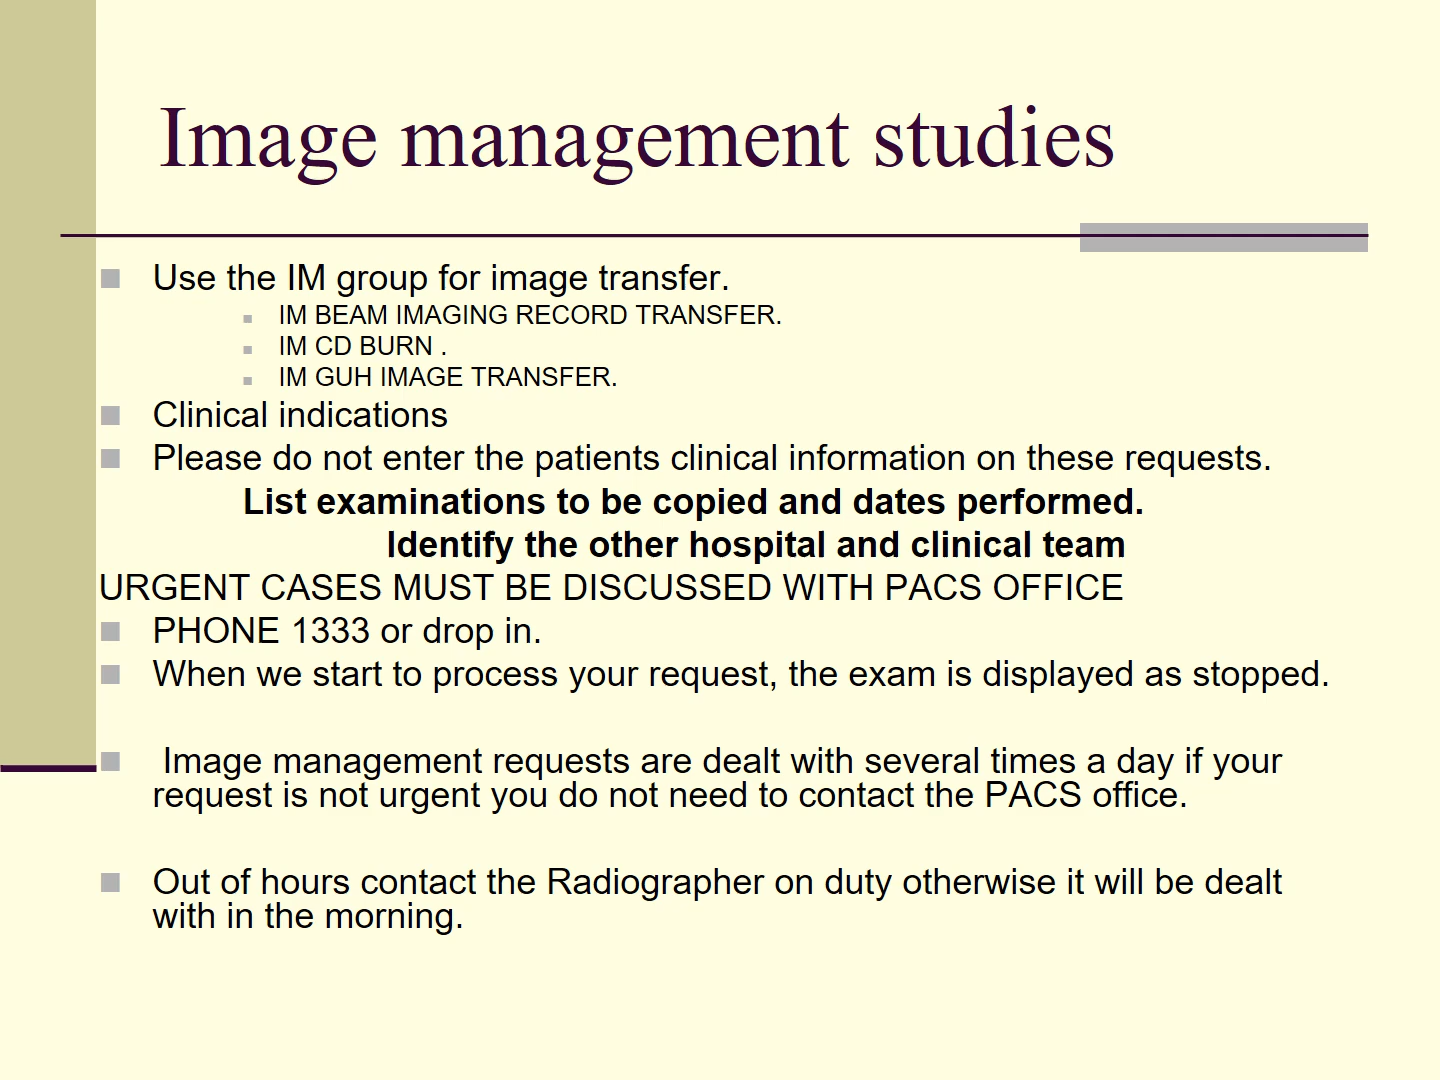 Image management studies
Use the IM group for image transfer.
IM BEAM IMAGING RECORD TRANSFER.
IM CD BURN .
IM GUH IMAGE TRANSFER.
Clinical indications
Please do not enter the patients clinical information on these requests.
List examinations to be copied and dates performed.
Identify the other hospital and clinical team
URGENT CASES MUST BE DISCUSSED WITH PACS OFFICE
PHONE 1333 or drop in.
When we start to process your request, the exam is displayed as stopped.
Image management requests are dealt with several times a day if your
request is not urgent you do not need to contact the PACS office.
Out of hours contact the Radiographer on duty otherwise it will be dealt
with in the morning.